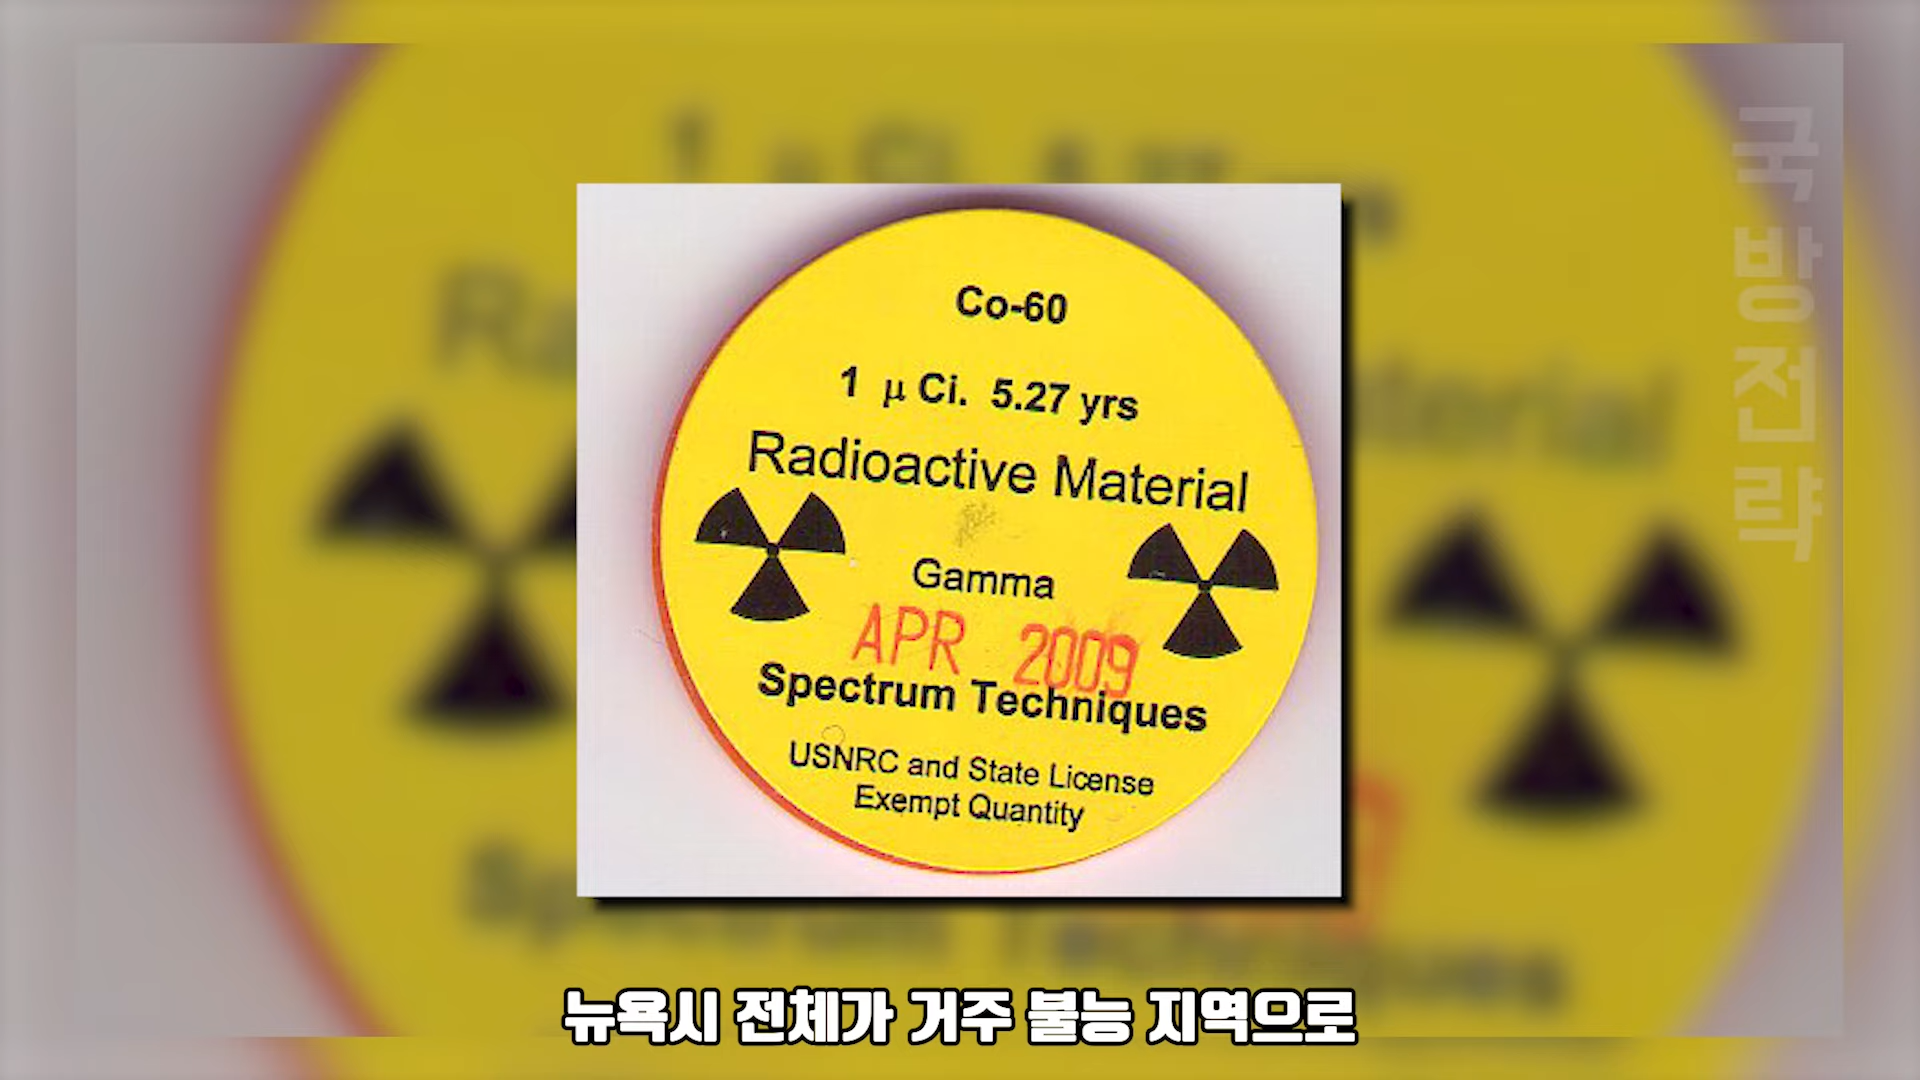 Co-60
1 μ Ci. 5.27 yrs
Radioactive Material
Gamma
APR 2009
Spectrum Techniques
USNRC and State License
Exempt Quantity
국방전략
뉴욕시 전체가 거주 불능 지역으로